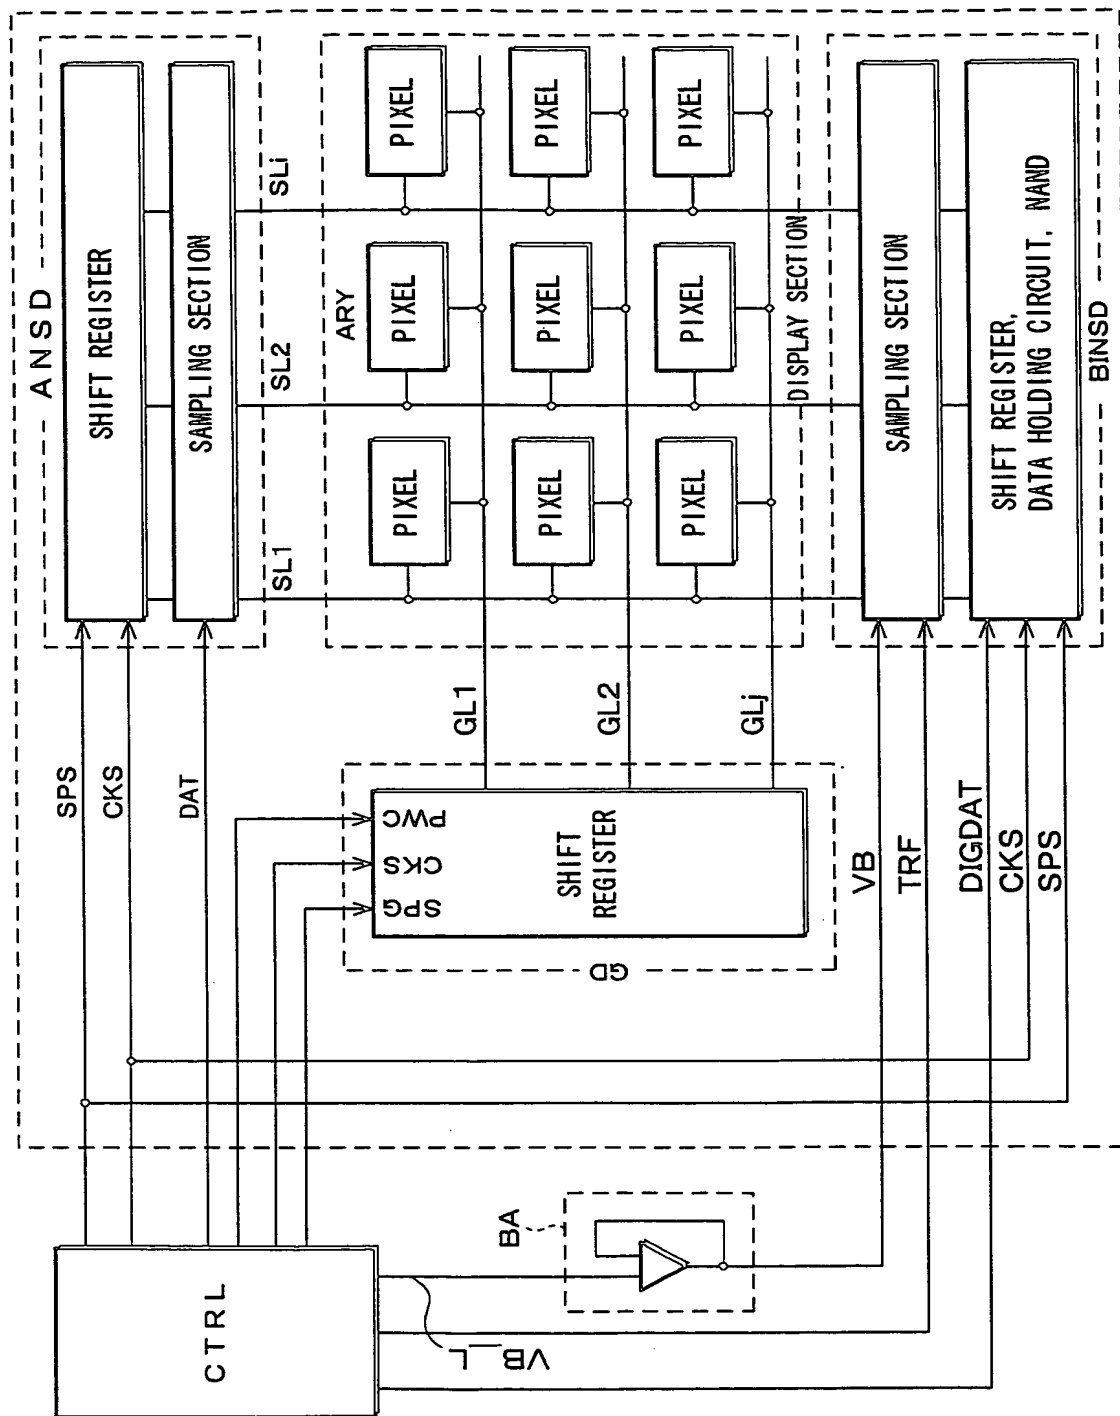 ANSD
SHIFT REGISTER
SAMPLING SECTION
SPS
CKS
DAT
SL1
SL2
SLi
ARY
PIXEL
PIXEL
PIXEL
PIXEL
PIXEL
PIXEL
PIXEL
PIXEL
PIXEL
DISPLAY SECTION
GL1
GL2
GLj
PWC
CKS
SPG
SHIFT
REGISTER
GD
VB
TRF
DIGDAT
CKS
SPS
SAMPLING SECTION
SHIFT REGISTER,
DATA HOLDING CIRCUIT, NAND
BINSD
CTRL
BA
VB_L